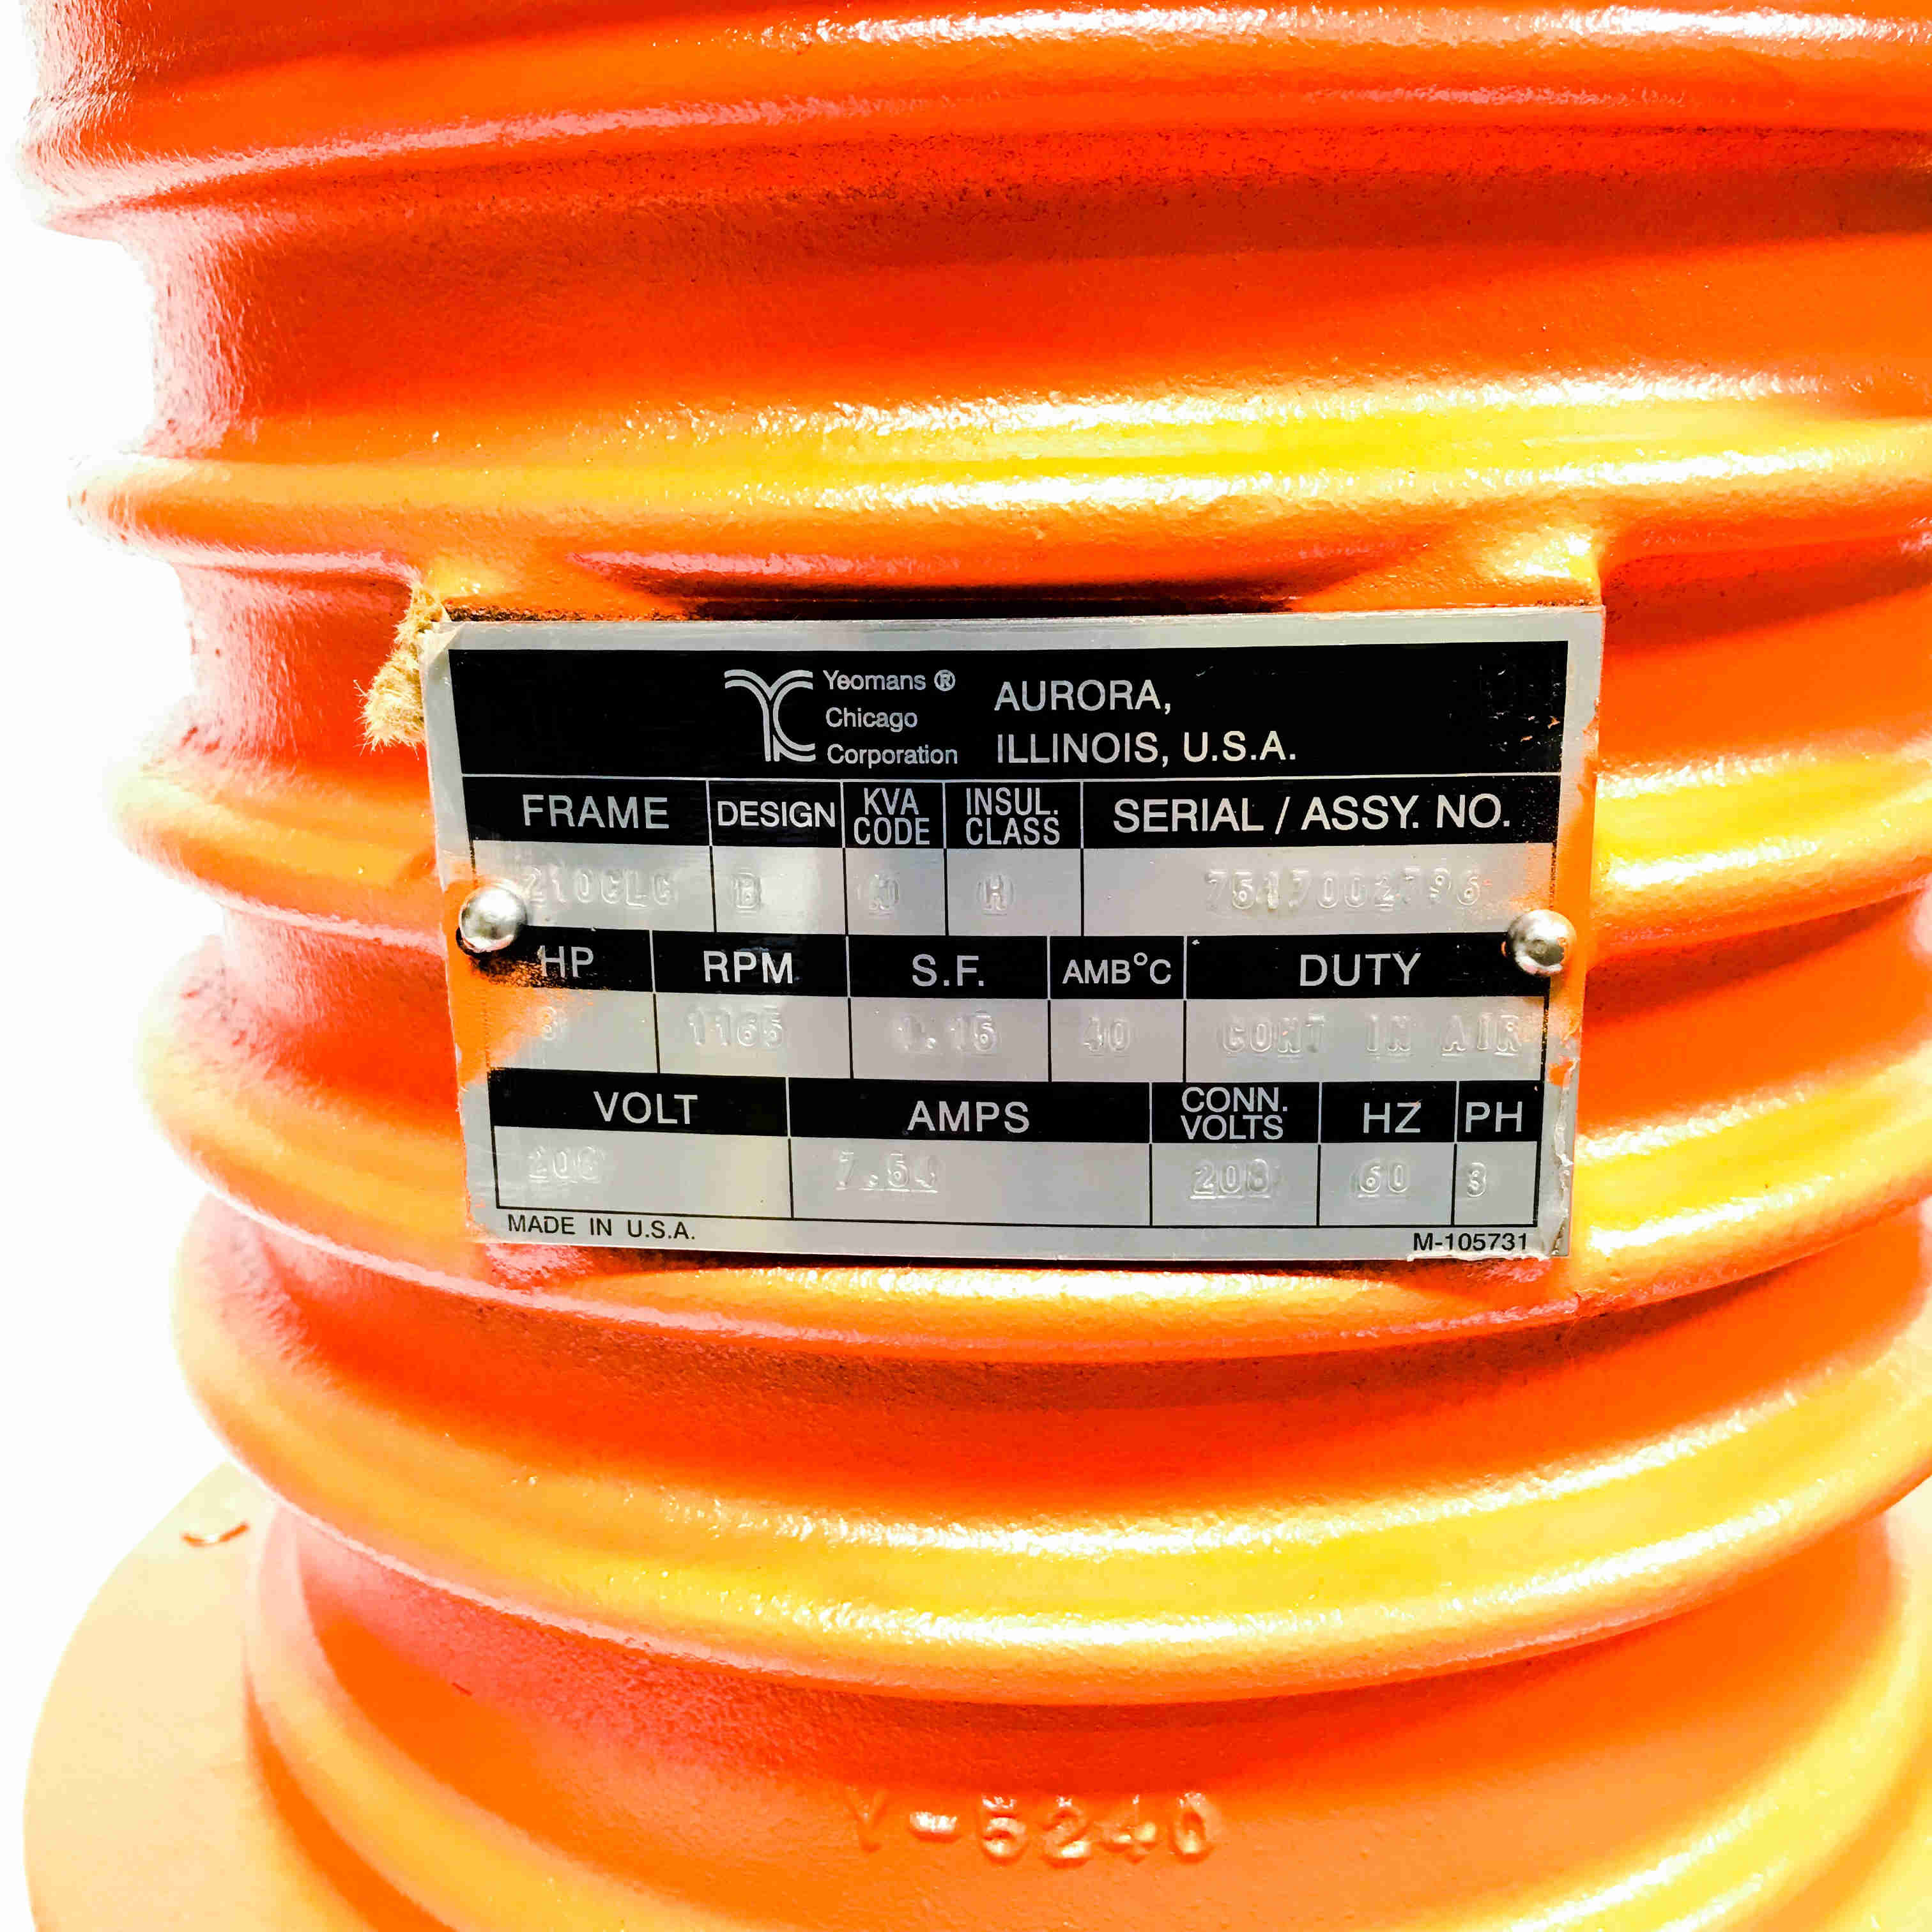 Yeomans ®
Chicago
Corporation
AURORA,
ILLINOIS, U.S.A.
FRAME DESIGN KVA CODE INSUL. CLASS SERIAL / ASSY. NO.
210CLC B H 7517002796
HP RPM S.F. AMB°C DUTY
3 1165 1.15 40 CONT IN AIR
VOLT AMPS CONN. VOLTS HZ PH
208 208 60 3
MADE IN U.S.A. M-105731
Y-5240